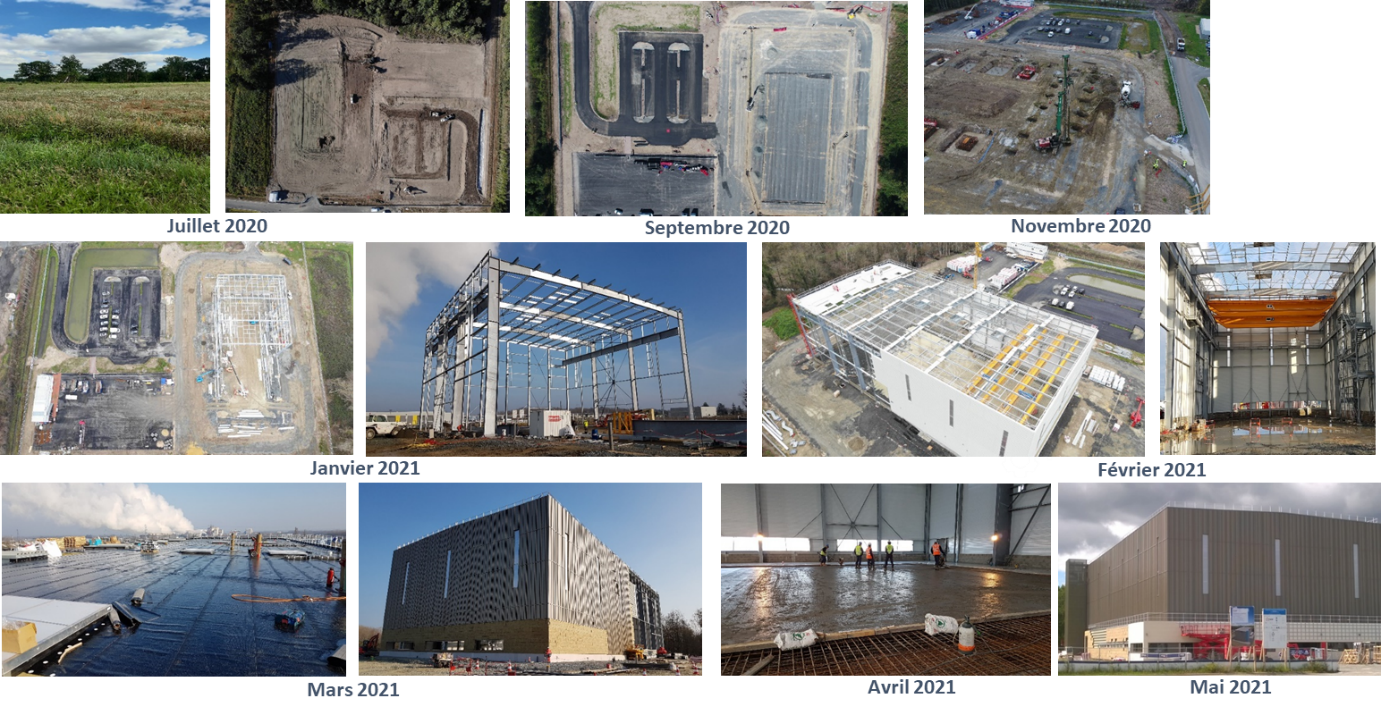 Juillet 2020
Septembre 2020
Novembre 2020
Janvier 2021
Février 2021
Mars 2021
Avril 2021
Mai 2021